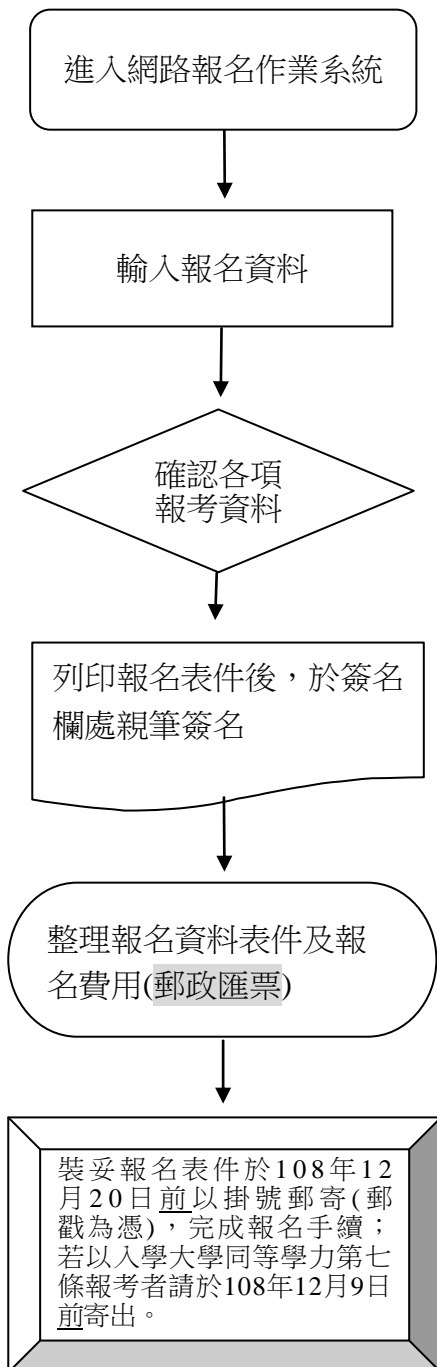 進入網路報名作業系統
輸入報名資料
確認各項
報考資料
列印報名表件後，於簽名
欄處親筆簽名
整理報名資料表件及報
名費用(郵政匯票)
裝妥報名表件於108年12
月20日前以掛號郵寄(郵
戳為憑)，完成報名手續；
若以入學大學同等學力第七
條報考者請於108年12月9日
前寄出。